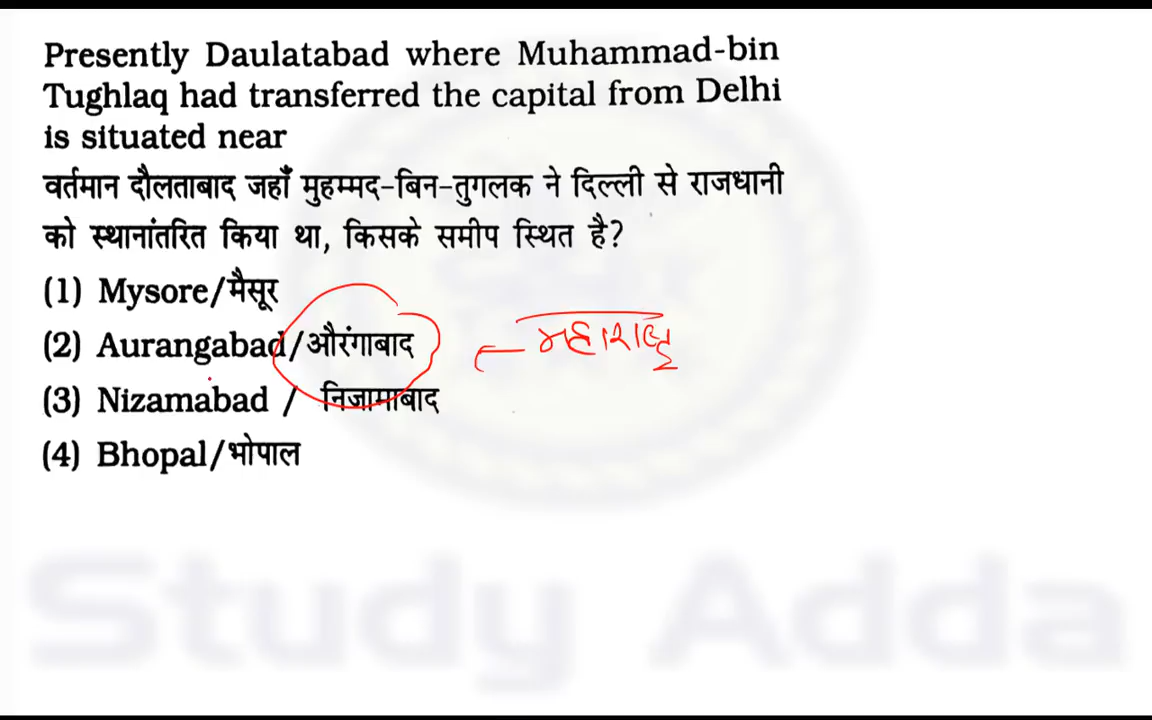 Presently Daulatabad where Muhammad-bin
Tughlaq had transferred the capital from Delhi
is situated near
वर्तमान दौलताबाद जहाँ मुहम्मद-बिन-तुगलक ने दिल्ली से राजधानी
को स्थानांतरित किया था, किसके समीप स्थित है?
(1) Mysore/मैसूर
(2) Aurangabad/औरंगाबाद
महाराष्ट्र
(3) Nizamabad / निजामाबाद
(4) Bhopal/भोपाल
Study Adda